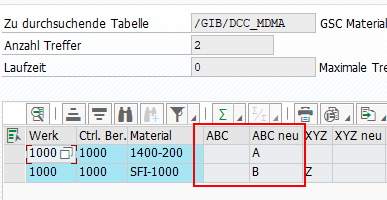 Zu durchsuchende Tabelle /GIB/DCC_MDMA GSC Material
Anzahl Treffer 2
Laufzeit 0 Maximale Tre
Werk Ctrl. Ber. Material ABC ABC neu XYZ XYZ neu
1000 1000 1400-200 A
1000 1000 SFI-1000 B Z